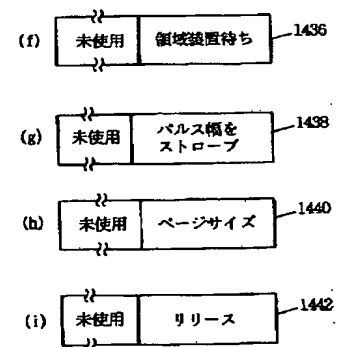 (f) 未使用 領域装置待ち 1436
(g) 未使用 パルス幅を
ストローブ 1438
(h) 未使用 ページサイズ 1440
(i) 未使用 リリース 1442